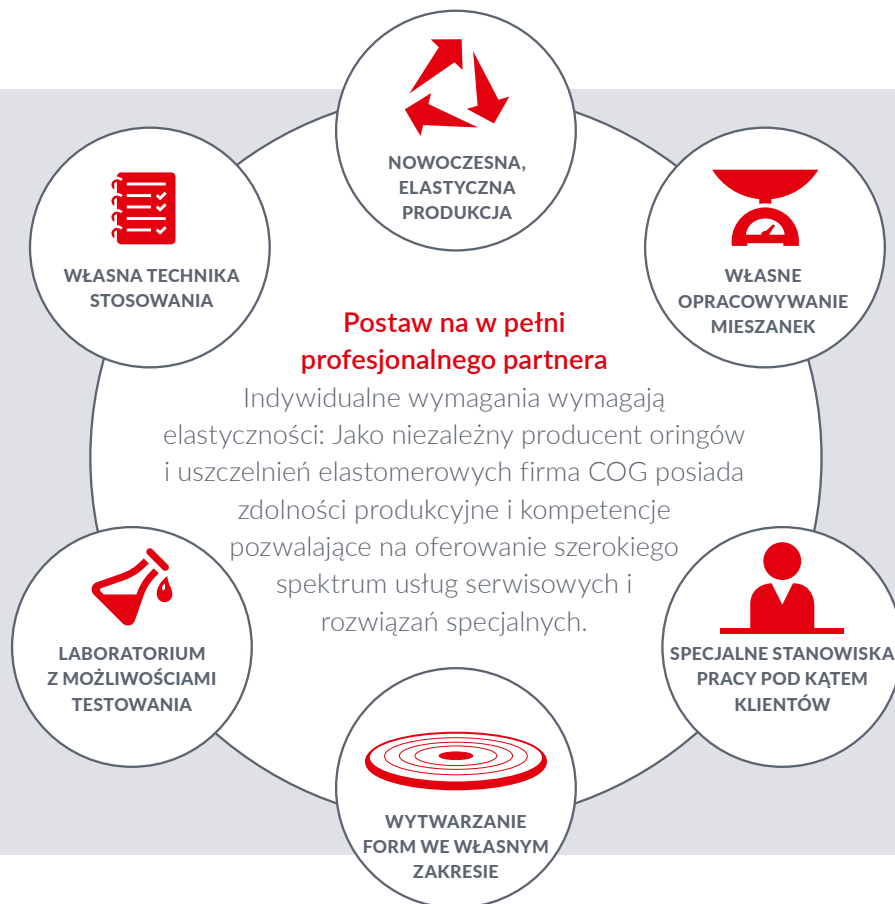 NOWOCZESNA,
ELASTYCZNA
PRODUKCJA
WŁASNA TECHNIKA
STOSOWANIA
WŁASNE
OPRACOWYWANIE
MIESZANEK
Postaw na w pełni
profesjonalnego partnera
Indywidualne wymagania wymagają
elastyczności: Jako niezależny producent oringów
i uszczelnień elastomerowych firma COG posiada
zdolności produkcyjne i kompetencje
pozwalające na oferowanie szerokiego
spektrum usług serwisowych i
rozwiązań specjalnych.
LABORATORIUM
Z MOŻLIWOŚCIAMI
TESTOWANIA
SPECJALNE STANOWISKA
PRACY POD KĄTEM
KLIENTÓW
WYTWARZANIE
FORM WE WŁASNYM
ZAKRESIE